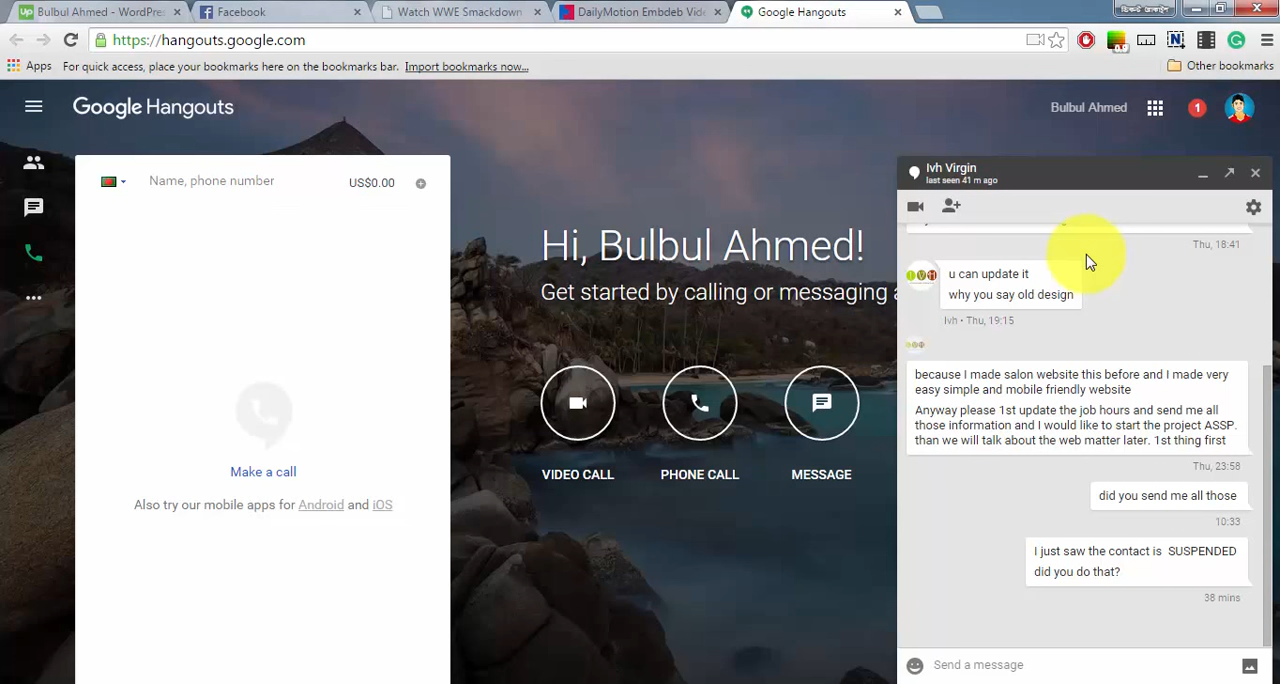 Bulbul Ahmed - WordPres
Facebook
Watch WWE Smackdown
DailyMotion Embdeb Vide
Google Hangouts
https://hangouts.google.com
Apps
For quick access, place your bookmarks here on the bookmarks bar.
Import bookmarks now...
Other bookmarks
Google Hangouts
Bulbul Ahmed
1
Name, phone number
US$0.00
Make a call
Also try our mobile apps for Android and iOS
Hi, Bulbul Ahmed!
Get started by calling or messaging a
VIDEO CALL
PHONE CALL
MESSAGE
Ivh Virgin
last seen 41 m ago
Thu, 18:41
u can update it
why you say old design
Ivh • Thu, 19:15
because I made salon website this before and I made very
easy simple and mobile friendly website
Anyway please 1st update the job hours and send me all
those information and I would like to start the project ASSP.
than we will talk about the web matter later. 1st thing first
Thu, 23:58
did you send me all those
10:33
I just saw the contact is SUSPENDED
did you do that?
38 mins
Send a message